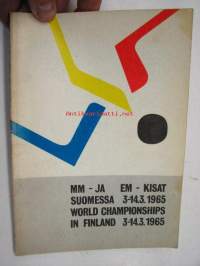 MM - JA EM - KISAT
SUOMESSA 3-14.3.1965
WORLD CHAMPIONSHIPS
IN FINLAND 3-14.3.1965